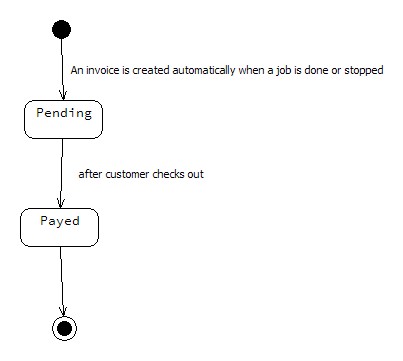 An invoice is created automatically when a job is done or stopped
Pending
after customer checks out
Payed